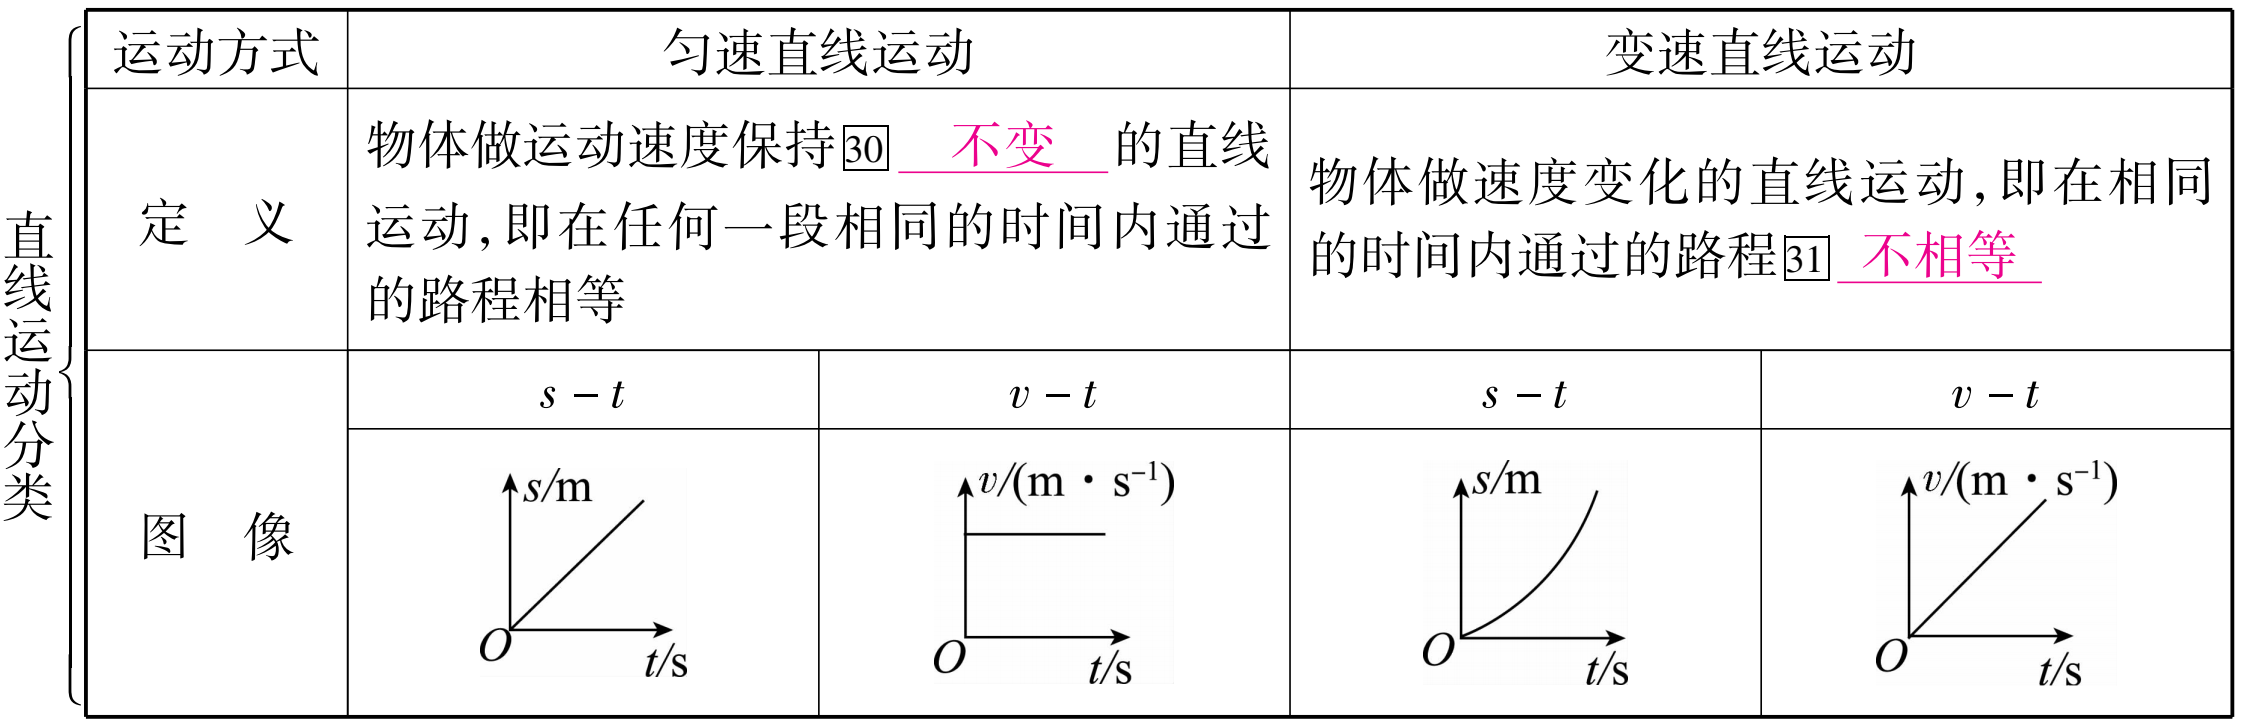 直线运动分类
运动方式
匀速直线运动
变速直线运动
定 义
物体做运动速度保持30 不变 的直线
运动,即在任何一段相同的时间内通过
的路程相等
物体做速度变化的直线运动,即在相同
的时间内通过的路程31 不相等
图 像
s-t
v-t
s-t
v-t
s/m
O
t/s
v/(m·s⁻¹)
O
t/s
s/m
O
t/s
v/(m·s⁻¹)
O
t/s